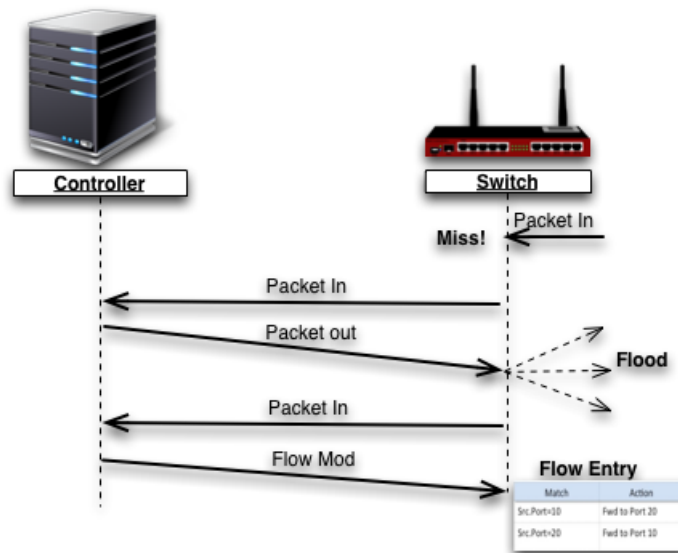 Controller
Switch
Packet In
Miss!
Packet In
Packet out
Flood
Packet In
Flow Mod
Flow Entry
Match Action
Src.Port=10 Fwd to Port 20
Src.Port=20 Fwd to Port 10